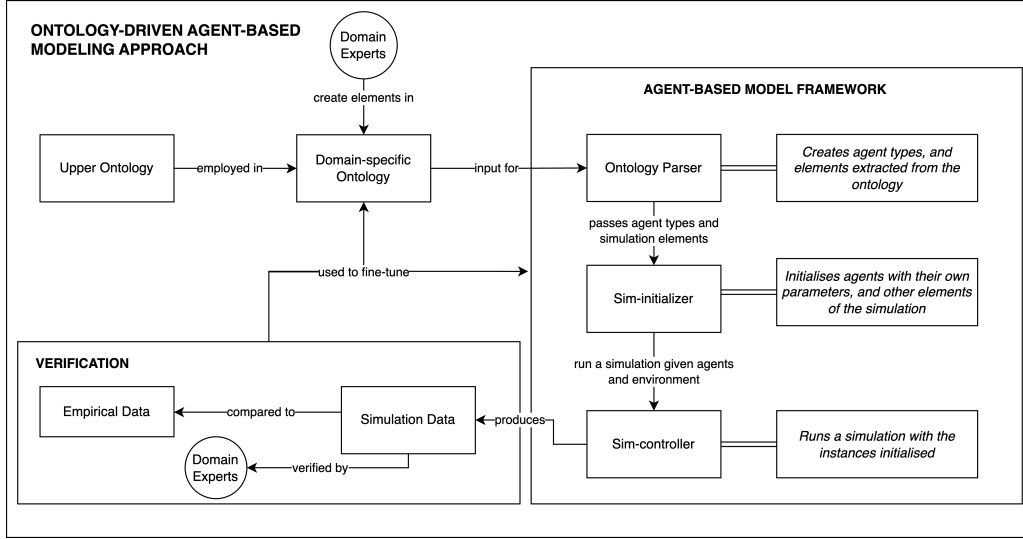 ONTOLOGY-DRIVEN AGENT-BASED
MODELING APPROACH
Domain
Experts
create elements in
Upper Ontology
employed in
Domain-specific
Ontology
input for
used to fine-tune
AGENT-BASED MODEL FRAMEWORK
Ontology Parser
Creates agent types, and
elements extracted from the
ontology
passes agent types and
simulation elements
Sim-initializer
Initialises agents with their own
parameters, and other elements
of the simulation
run a simulation given agents
and environment
Sim-controller
Runs a simulation with the
instances initialised
produces
VERIFICATION
Empirical Data
compared to
Simulation Data
Domain
Experts
verified by